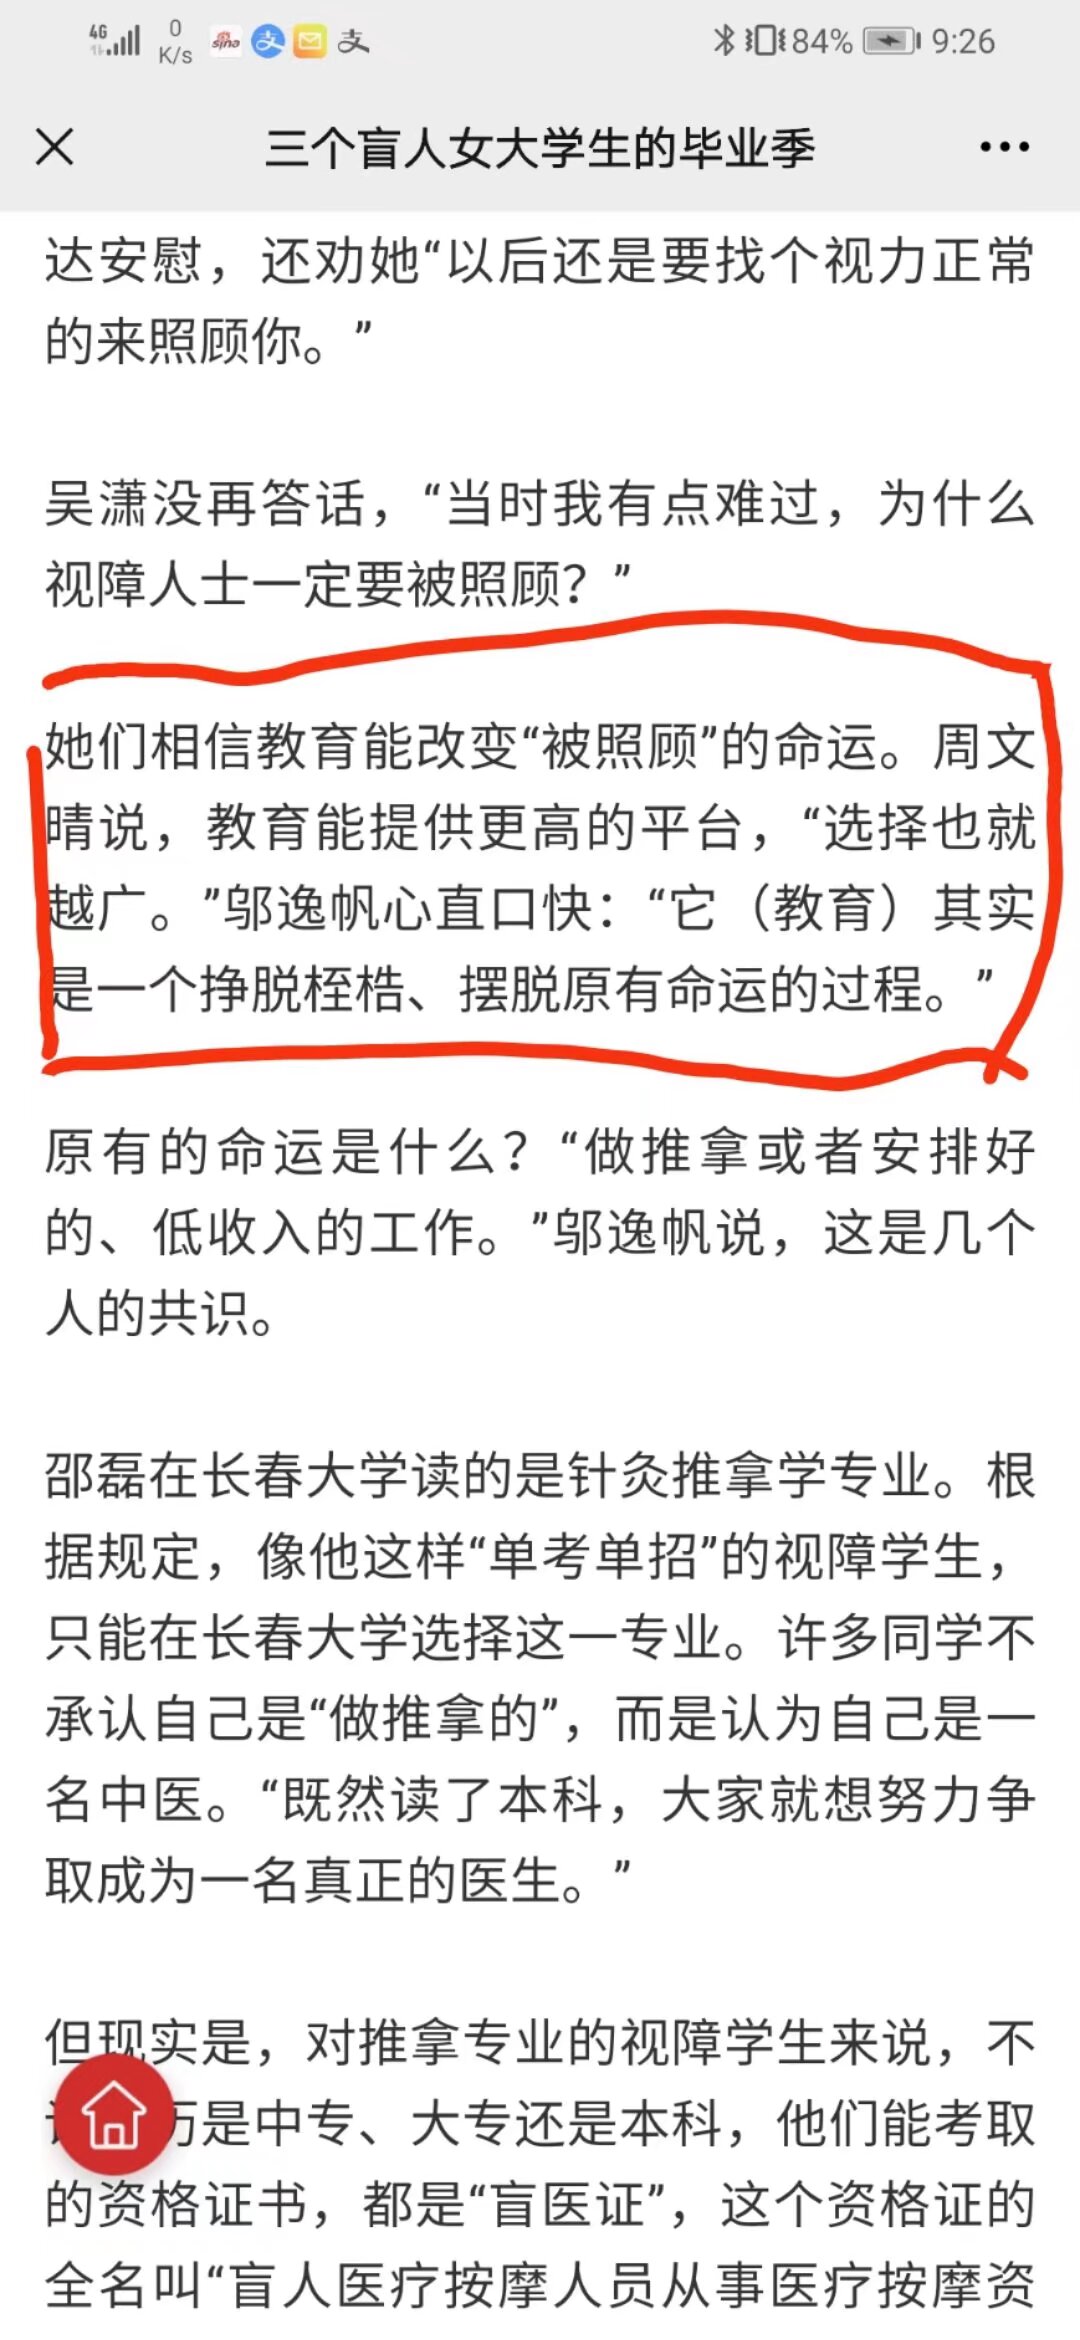 4G 0 K/s sina 支 支 84% 9:26
三个盲人女大学生的毕业季
达安慰，还劝她“以后还是要找个视力正常
的来照顾你。”
吴潇没再答话，“当时我有点难过，为什么
视障人士一定要被照顾？”
她们相信教育能改变“被照顾”的命运。周文
晴说，教育能提供更高的平台，“选择也就
越广。”邬逸帆心直口快：“它（教育）其实
是一个挣脱桎梏、摆脱原有命运的过程。”
原有的命运是什么？“做推拿或者安排好
的、低收入的工作。”邬逸帆说，这是几个
人的共识。
邵磊在长春大学读的是针灸推拿学专业。根
据规定，像他这样“单考单招”的视障学生，
只能在长春大学选择这一专业。许多同学不
承认自己是“做推拿的”，而是认为自己是一
名中医。“既然读了本科，大家就想努力争
取成为一名真正的医生。”
但现实是，对推拿专业的视障学生来说，不
是中专、大专还是本科，他们能考取
的资格证书，都是“盲医证”，这个资格证的
全名叫“盲人医疗按摩人员从事医疗按摩资